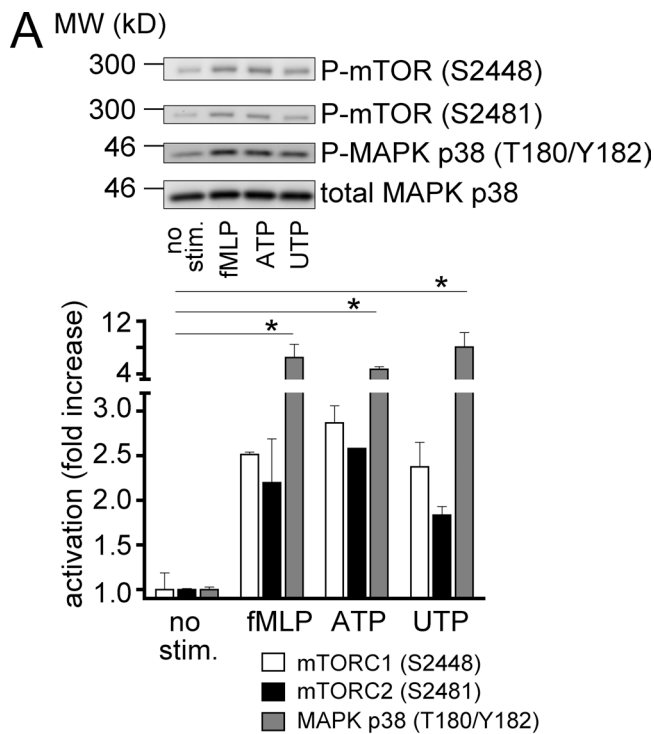 A MW (kD)
300 P-mTOR (S2448)
300 P-mTOR (S2481)
46 P-MAPK p38 (T180/Y182)
46 total MAPK p38
no stim. fMLP ATP UTP
*
*
*
activation (fold increase)
12
4
3.0
2.5
2.0
1.5
1.0
no stim. fMLP ATP UTP
mTORC1 (S2448)
mTORC2 (S2481)
MAPK p38 (T180/Y182)